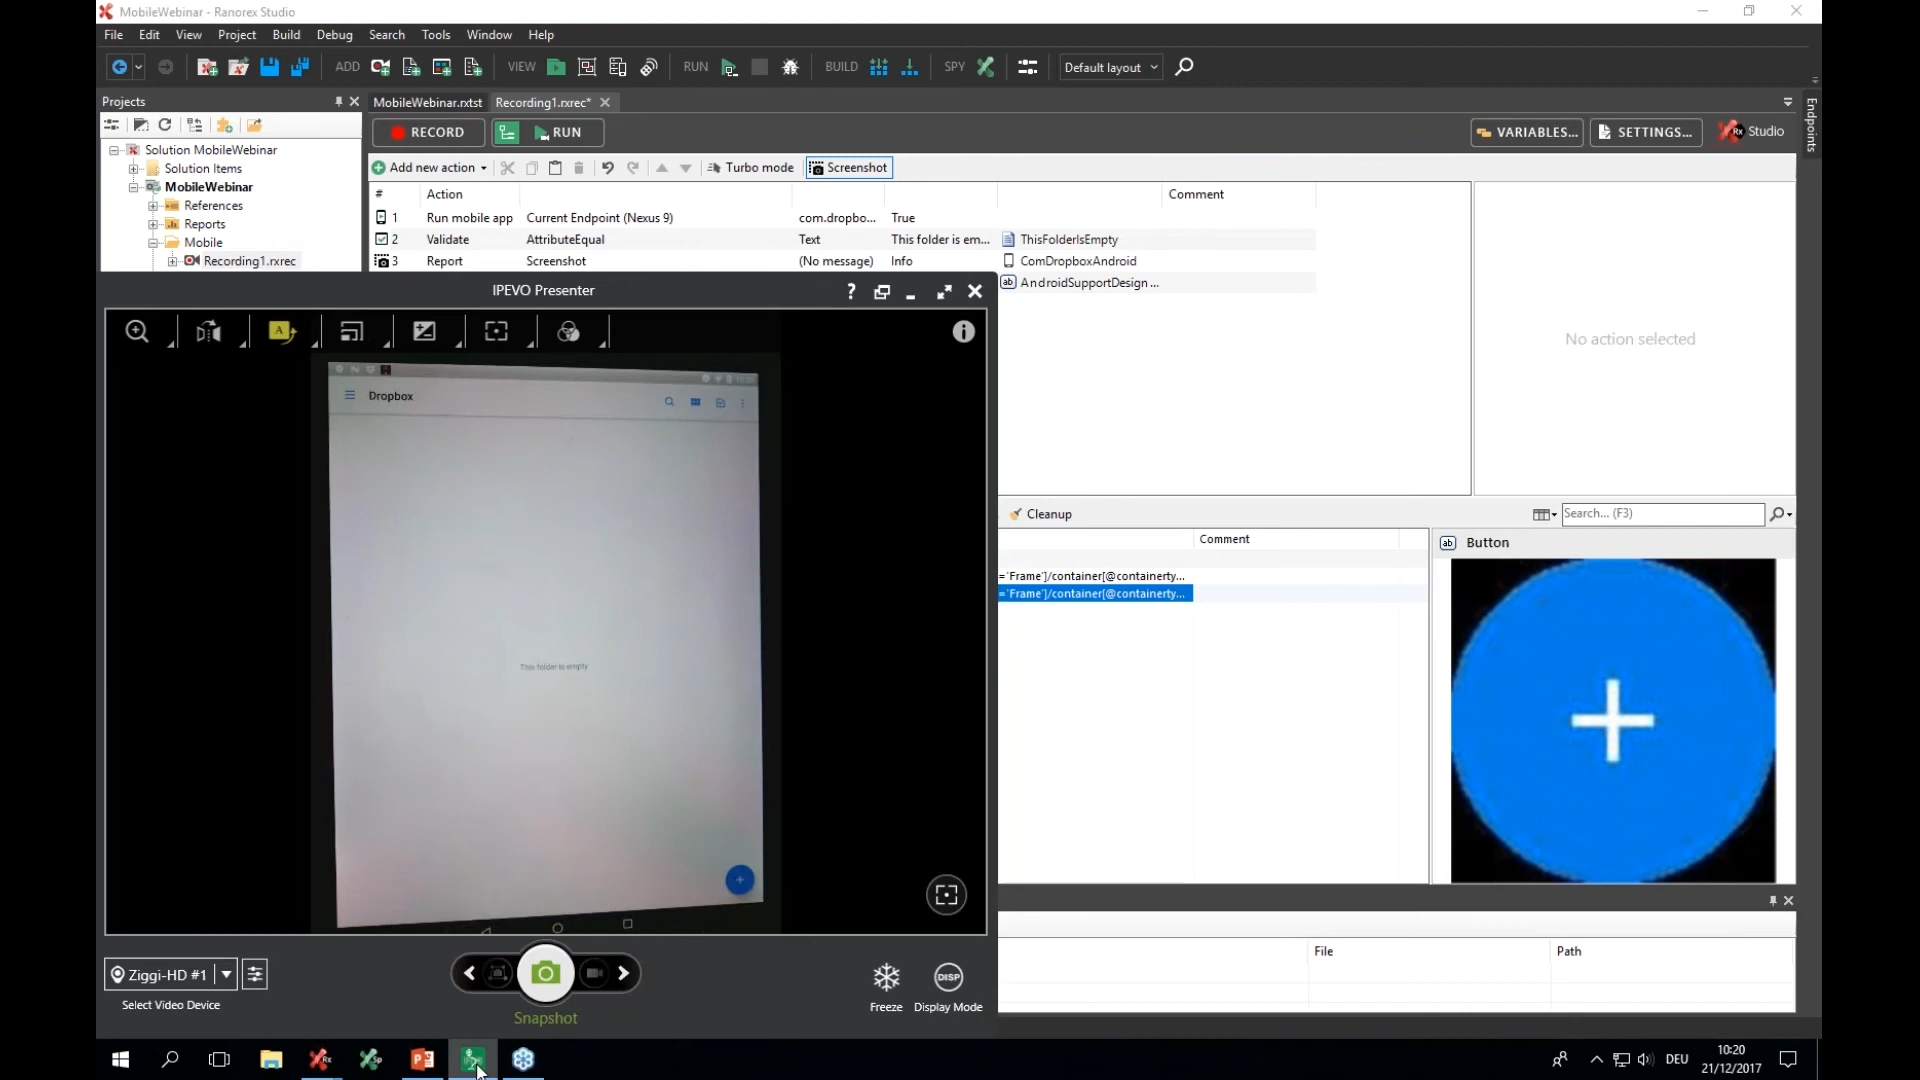 MobileWebinar - Ranorex Studio
File Edit View Project Build Debug Search Tools Window Help
ADD VIEW RUN BUILD SPY Default layout
Projects
MobileWebinar.rxtst Recording1.rxrec*
RECORD RUN VARIABLES... SETTINGS... Rx Studio
Endpoints
Add new action Turbo mode Screenshot
Solution MobileWebinar
Solution Items
MobileWebinar
References
Reports
Mobile
Recording1.rxrec
# Action Comment
1 Run mobile app Current Endpoint (Nexus 9) com.dropbo... True
2 Validate AttributeEqual Text This folder is em... ThisFolderIsEmpty
3 Report Screenshot (No message) Info ComDropboxAndroid
ab AndroidSupportDesign ...
No action selected
IPEVO Presenter
?
A
Dropbox
This folder is empty
Cleanup Search... (F3)
Comment
ab Button
='Frame']/container[@containerty...
='Frame']/container[@containerty...
File Path
Ziggi-HD #1
Select Video Device
Snapshot
Freeze
DISP
Display Mode
DEU
10:20
21/12/2017